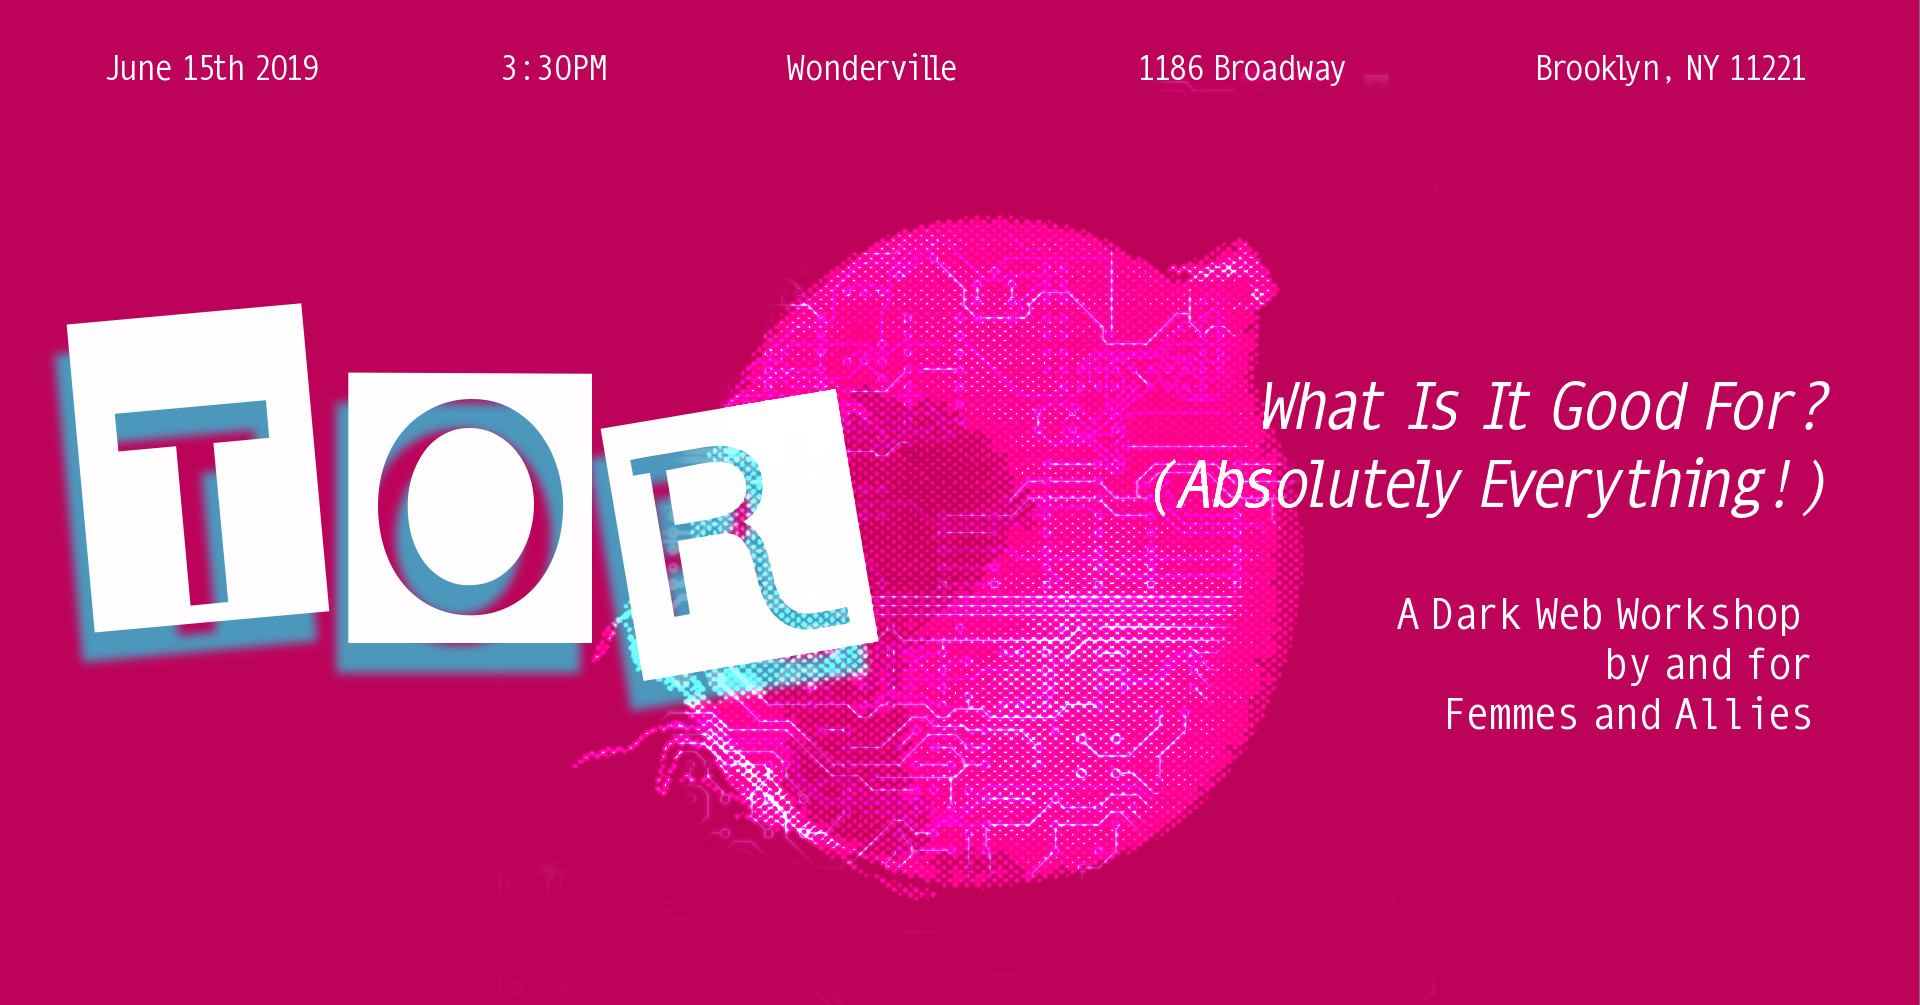 June 15th 2019 3:30PM Wonderville 1186 Broadway Brooklyn, NY 11221
TOR
What Is It Good For?
(Absolutely Everything!)
A Dark Web Workshop
by and for
Femmes and Allies